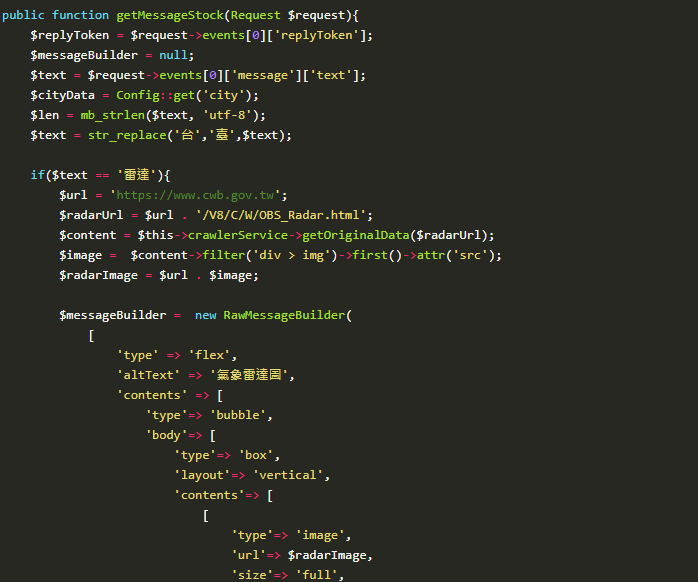 public function getMessageStock(Request $request){
$replyToken = $request->events[0]['replyToken'];
$messageBuilder = null;
$text = $request->events[0]['message']['text'];
$cityData = Config::get('city');
$len = mb_strlen($text, 'utf-8');
$text = str_replace('台','臺',$text);
if($text == '雷達'){
$url = 'https://www.cwb.gov.tw';
$radarUrl = $url . '/V8/C/W/OBS_Radar.html';
$content = $this->crawlerService->getOriginalData($radarUrl);
$image =  $content->filter('div > img')->first()->attr('src');
$radarImage = $url . $image;
$messageBuilder =  new RawMessageBuilder(
[
'type' => 'flex',
'altText' => '氣象雷達圖',
'contents' => [
'type'=> 'bubble',
'body'=> [
'type'=> 'box',
'layout'=> 'vertical',
'contents'=> [
[
'type'=> 'image',
'url'=> $radarImage,
'size'=> 'full',